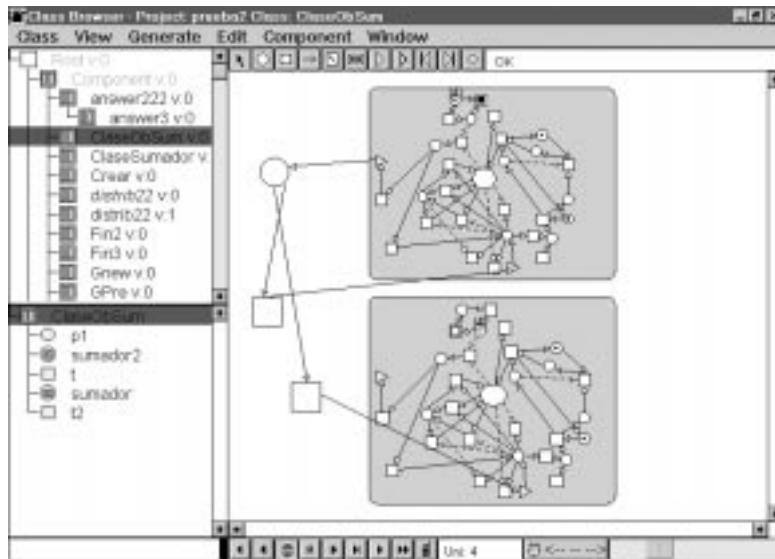 Class Browser - Project: prueba2 Class: ClaseObSum
Class View Generate Edit Component Window
OK
Root v:0
Component v:0
answer222 v:0
answer3 v:0
ClaseObSum v:0
ClaseSumador v:
Crear v:0
distrib22 v:0
distrib22 v:1
Fin2 v:0
Fin3 v:0
Gnew v:0
GPre v:0
ClaseObSum
p1
sumador2
t
sumador
t2
Uni: 4